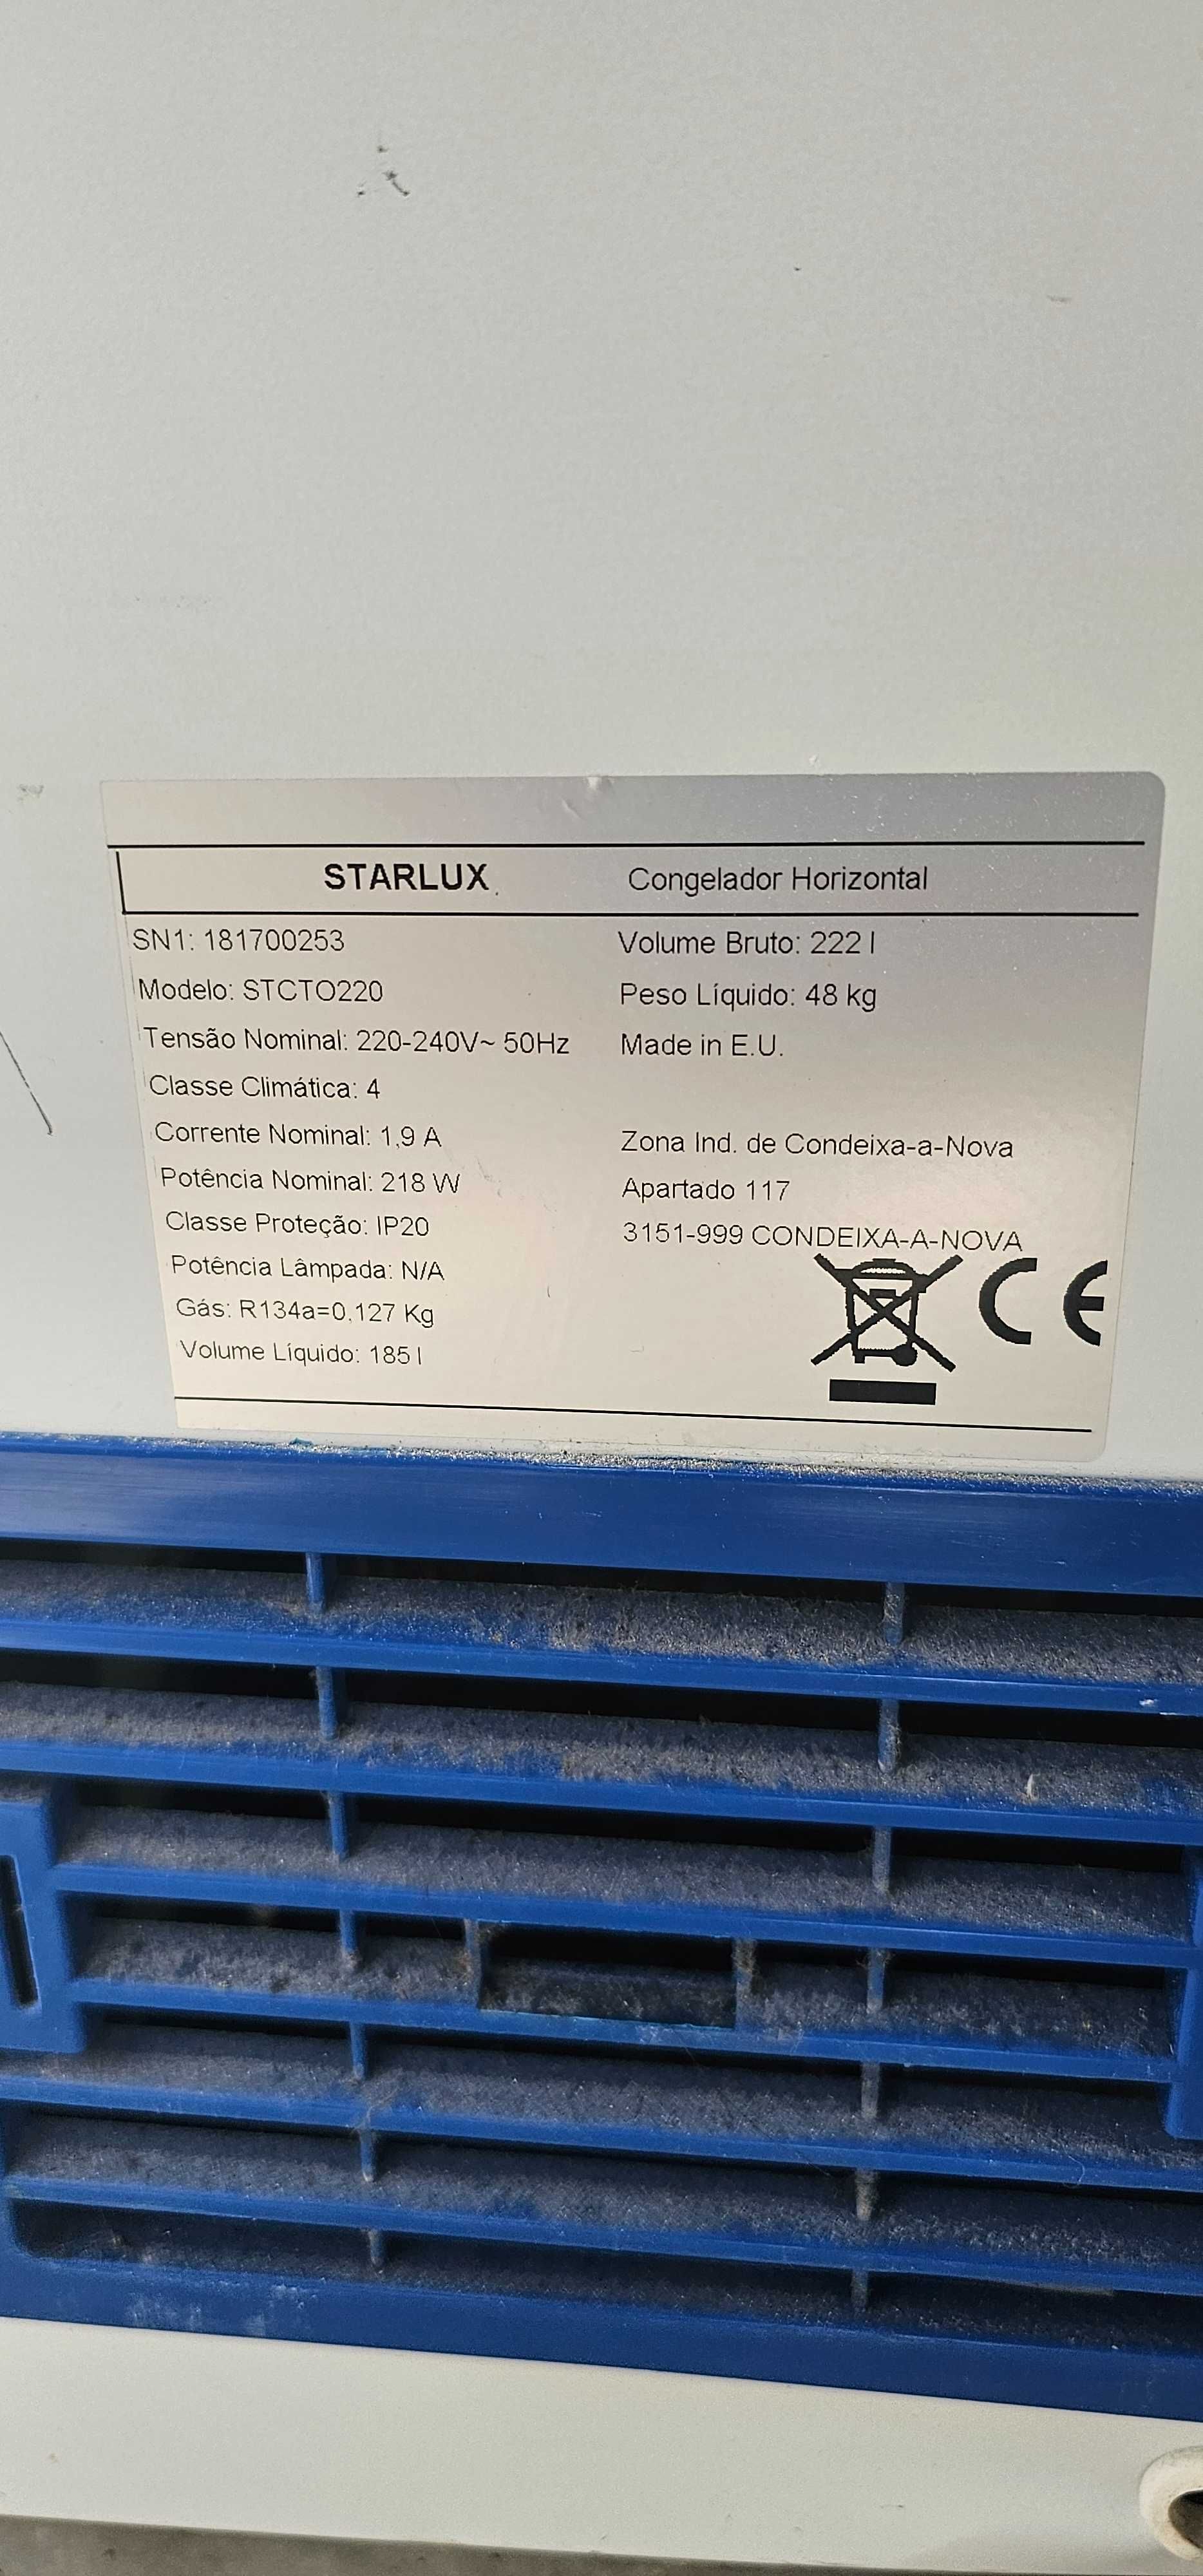 STARLUX
Congelador Horizontal
SN1: 181700253
Modelo: STCTO220
Tensão Nominal: 220-240V~ 50Hz
Classe Climática: 4
Corrente Nominal: 1,9 A
Potência Nominal: 218 W
Classe Proteção: IP20
Potência Lâmpada: N/A
Gás: R134a=0,127 Kg
Volume Líquido: 185 l
Volume Bruto: 222 l
Peso Líquido: 48 kg
Made in E.U.
Zona Ind. de Condeixa-a-Nova
Apartado 117
3151-999 CONDEIXA-A-NOVA
CE